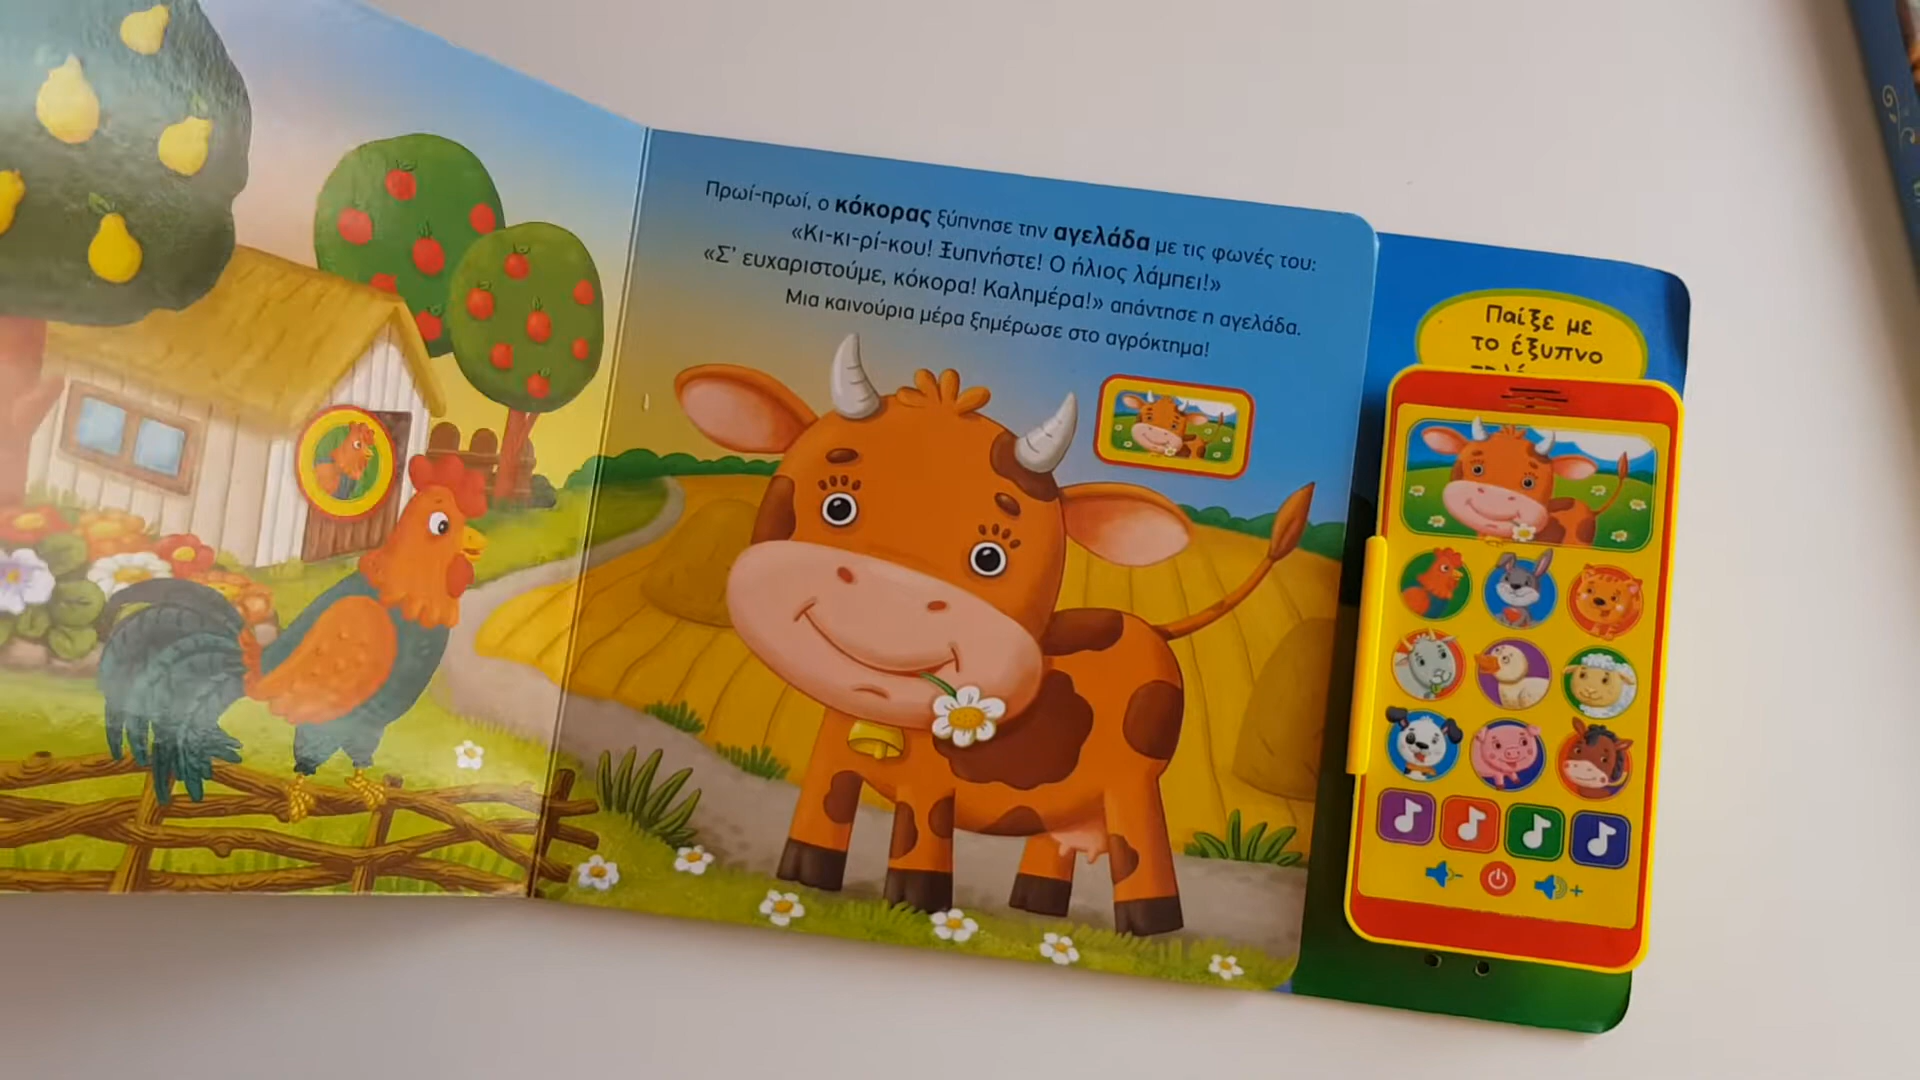 Πρωί-πρωί, ο κόκορας ξύπνησε την αγελάδα με τις φωνές του:
«Κι-κι-ρί-κου! Ξυπνήστε! Ο ήλιος λάμπει!»
«Σ' ευχαριστούμε, κόκορα! Καλημέρα!» απάντησε η αγελάδα.
Μια καινούρια μέρα ξημέρωσε στο αγρόκτημα!
Παίξε με
το έξυπνο